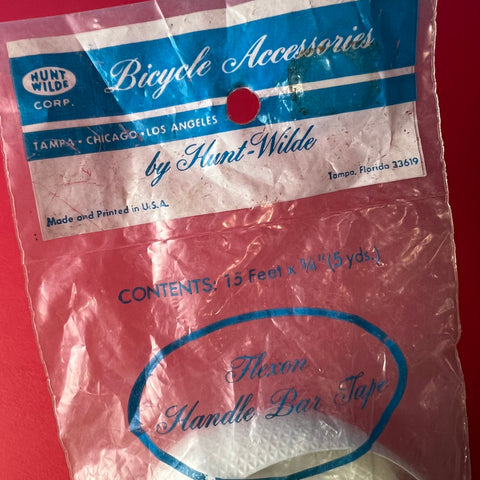 HUNT
WILDE
CORP.
Bicycle Accessories
TAMPA • CHICAGO • LOS ANGELES
by Hunt-Wilde
Tampa, Florida 33619
Made and Printed in U.S.A.
CONTENTS: 15 Feet x 3/4" (5 yds.)
Flexon
Handle Bar Tape